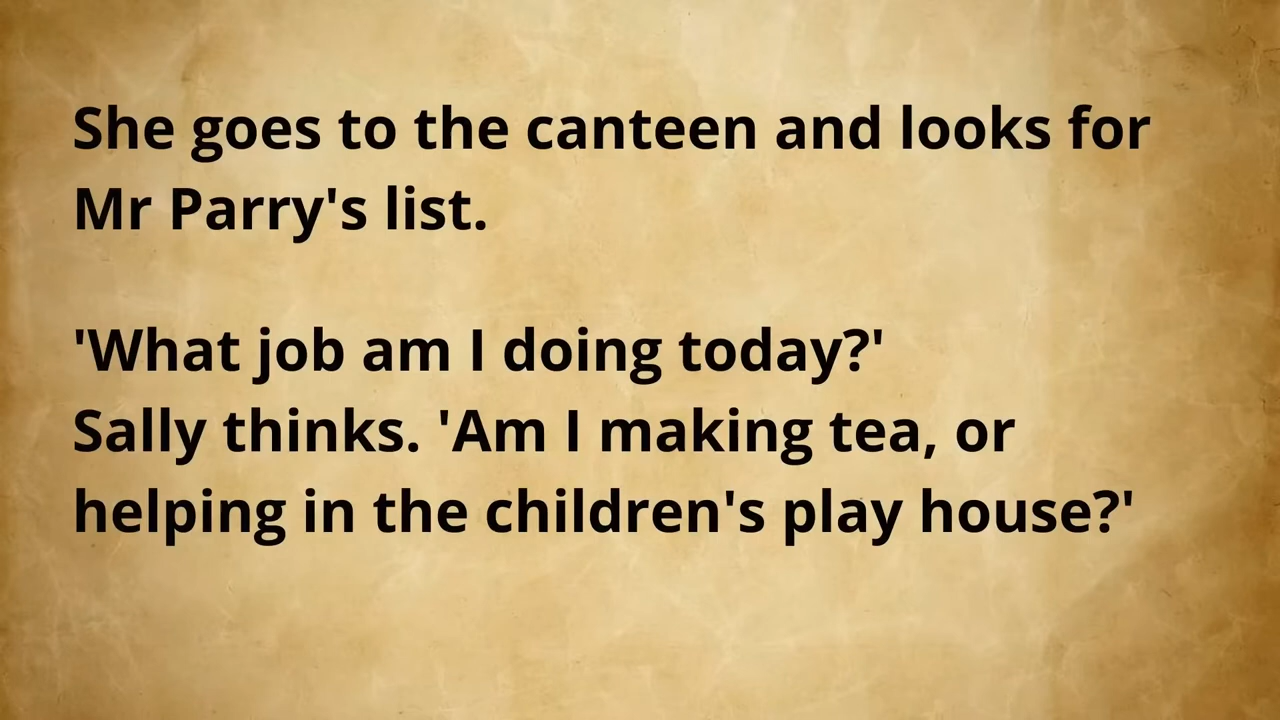 She goes to the canteen and looks for
Mr Parry's list.
'What job am I doing today?'
Sally thinks. 'Am I making tea, or
helping in the children's play house?'